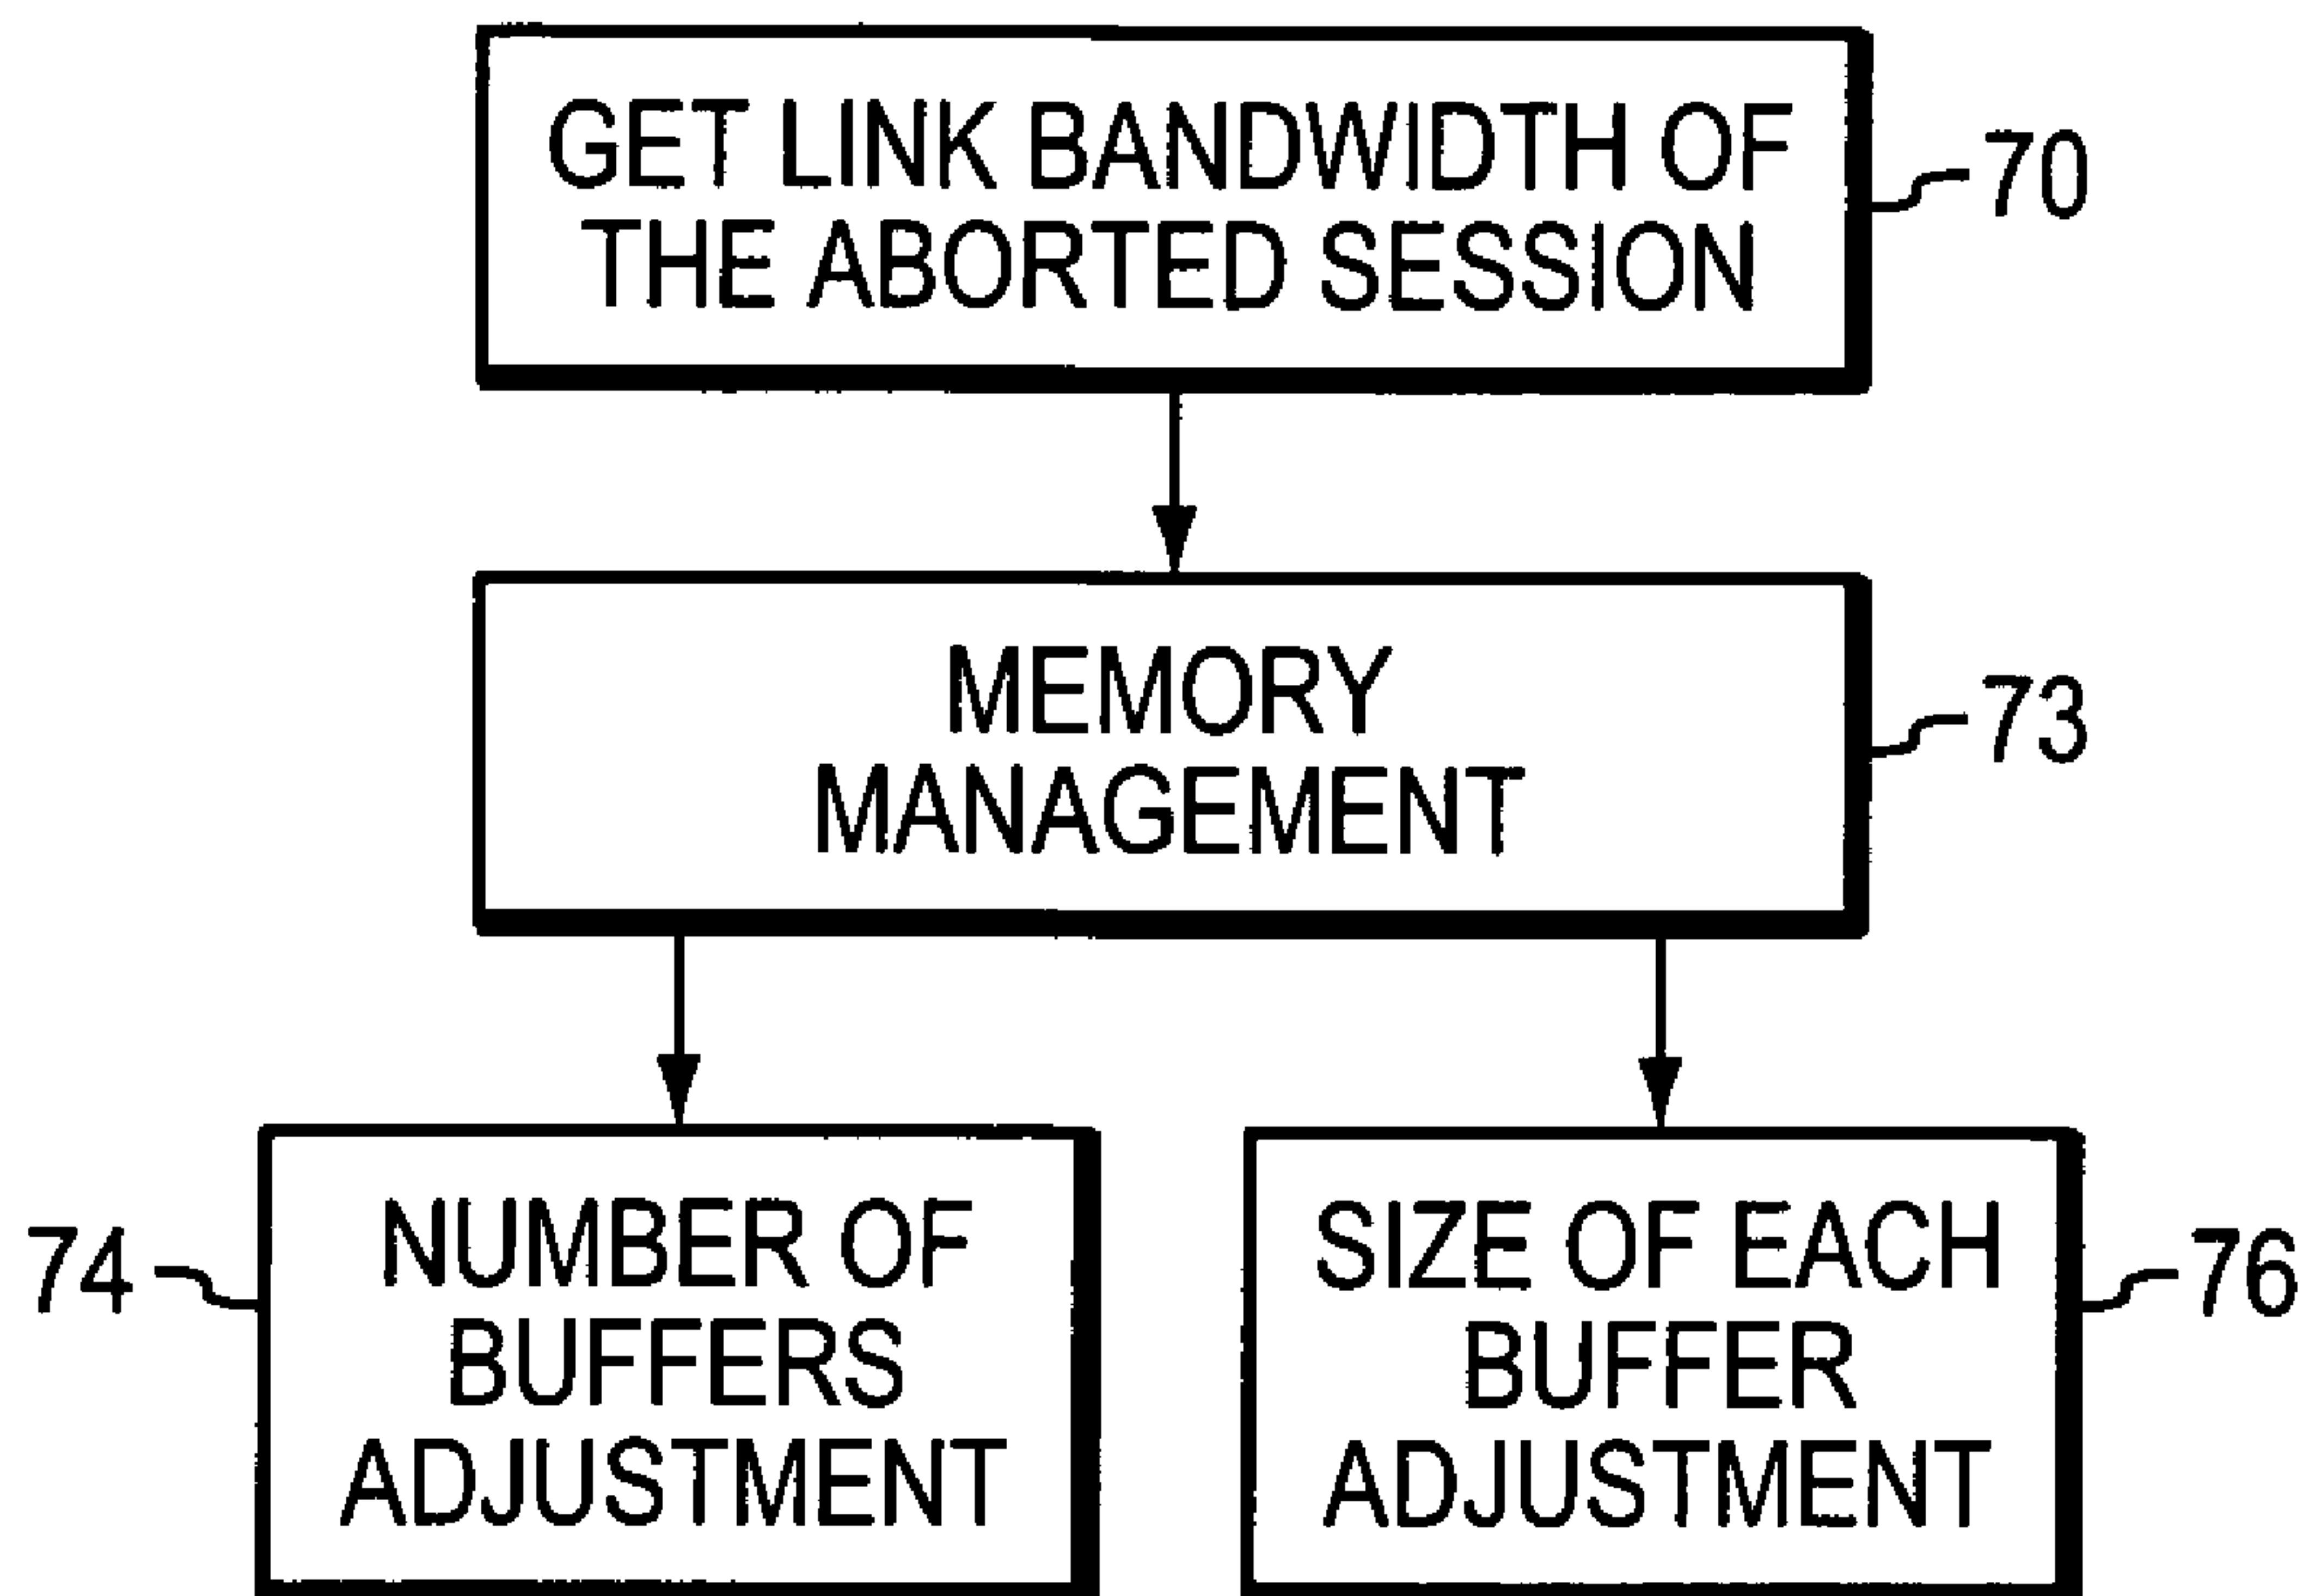 GET LINK BANDWIDTH OF
THE ABORTED SESSION
70
MEMORY
MANAGEMENT
73
74
NUMBER OF
BUFFERS
ADJUSTMENT
SIZE OF EACH
BUFFER
ADJUSTMENT
76